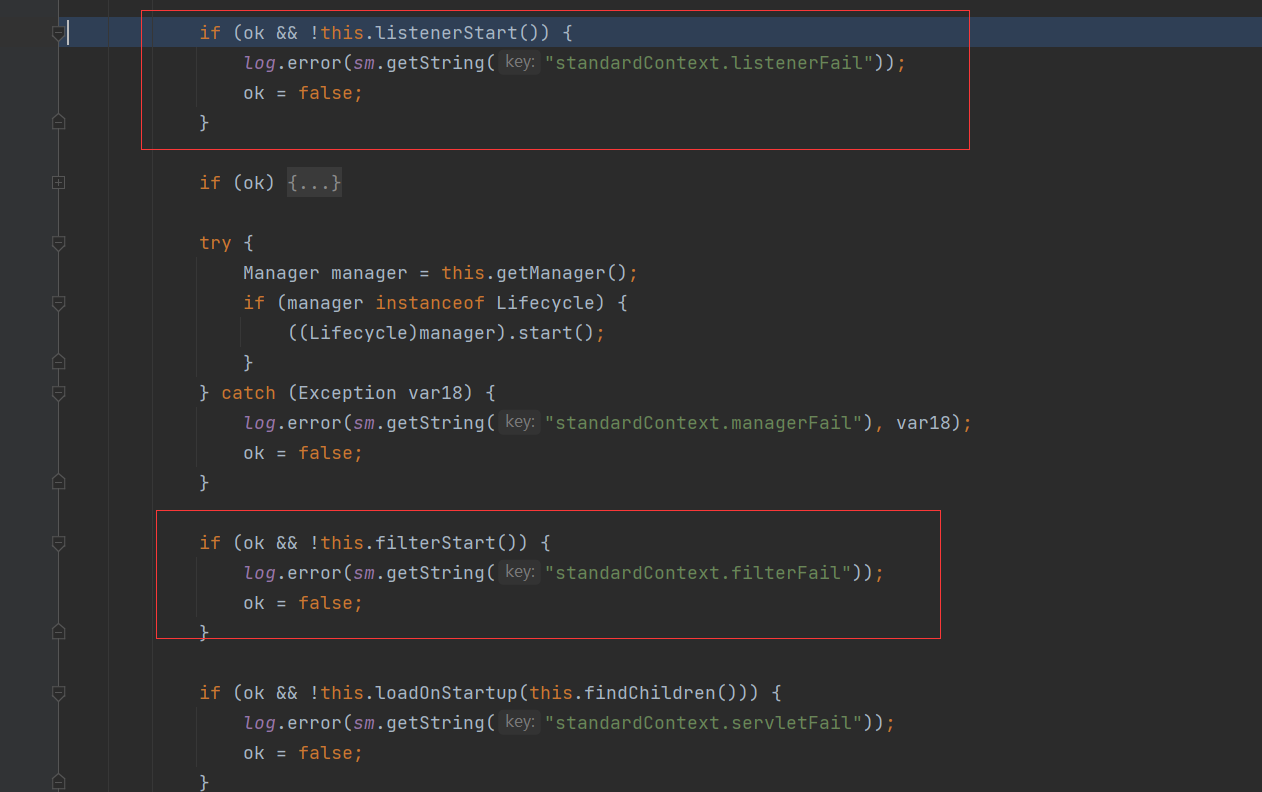 if (ok && !this.listenerStart()) {
log.error(sm.getString( key: "standardContext.listenerFail"));
ok = false;
}
if (ok) {...}
try {
Manager manager = this.getManager();
if (manager instanceof Lifecycle) {
((Lifecycle)manager).start();
}
} catch (Exception var18) {
log.error(sm.getString( key: "standardContext.managerFail"), var18);
ok = false;
}
if (ok && !this.filterStart()) {
log.error(sm.getString( key: "standardContext.filterFail"));
ok = false;
}
if (ok && !this.loadOnStartup(this.findChildren())) {
log.error(sm.getString( key: "standardContext.servletFail"));
ok = false;
}